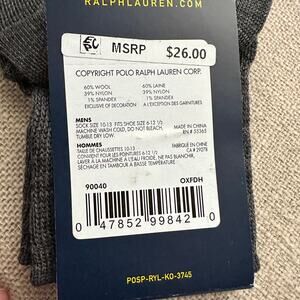 RALPHLAUREN.COM
MSRP $26.00
COPYRIGHT POLO RALPH LAUREN CORP.
60% WOOL 60% LAINE
39% NYLON 39% NYLON
1% SPANDEX 1% SPANDEX
EXCLUSIVE OF DECORATION A L'EXCEPTION DES GARNITURES
MENS
SOCK SIZE 10-13 FITS SHOE SIZE 6-12 1/2
MACHINE WASH COLD, DO NOT BLEACH, MADE IN CHINA
TUMBLE DRY LOW. RN # 55365
HOMMES FABRIQUÉ EN CHINE
TAILLE DE CHAUSSETTES 10-13 CA# 29078
CONVIENT POUR LES POINTURES 6-12 1/2
LAVER A LA MACHINE A L'EAU FROIDE, NE PAS BLANCHIR,
SÉCHAGE EN TAMBOUR A BASSE TEMPERATURE
90040 OXFDH
0 47852 99842 0
POSP-RYL-KO-3745